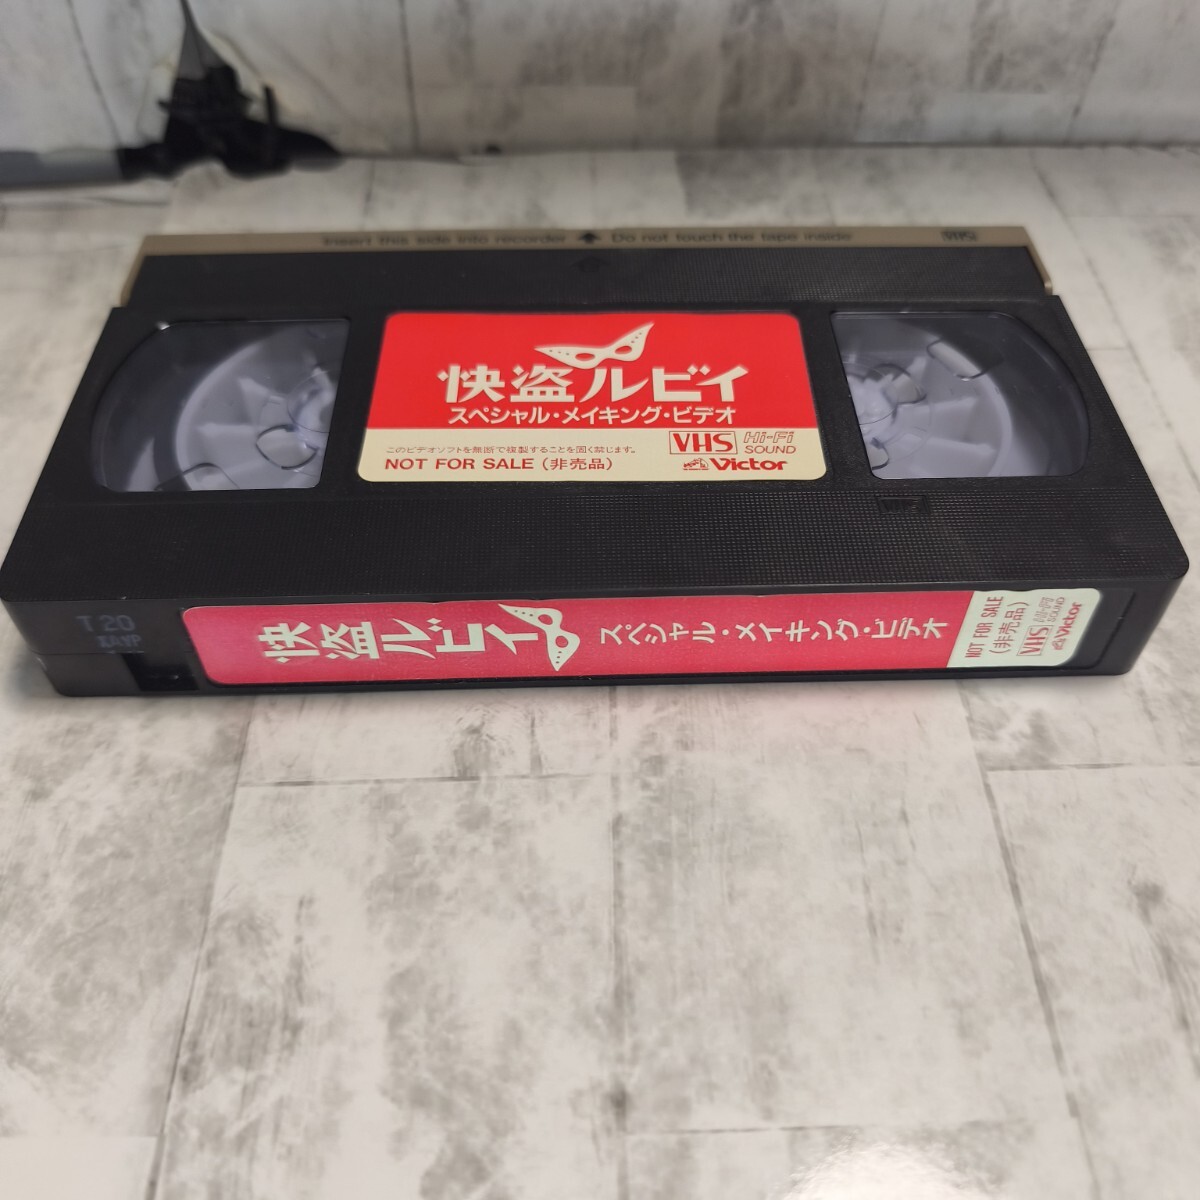 Insert this side into recorder Do not touch the tape inside VHS
快盗ルビイ
スペシャル・メイキング・ビデオ
このビデオソフトを無断で複製することを固く禁じます。
NOT FOR SALE (非売品)
VHS Hi-Fi SOUND
Victor
T 20
快盗ルビイ スペシャル・メイキング・ビデオ
NOT FOR SALE
(非売品)
VHS Hi-Fi SOUND
Victor